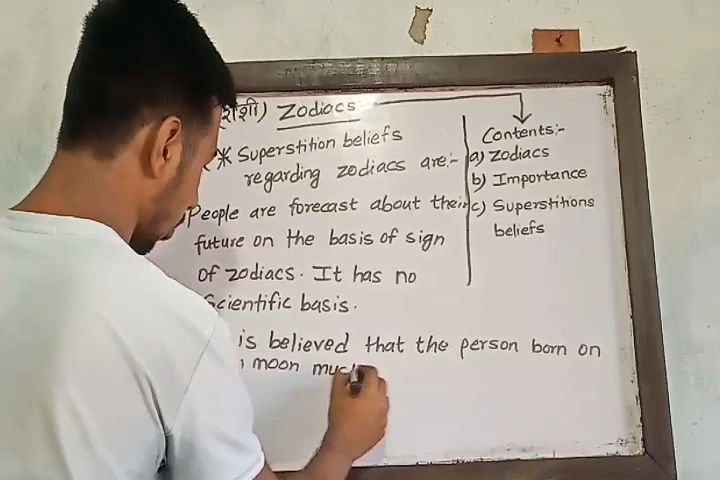 राशी) Zodiacs
* Superstition beliefs
regarding zodiacs are:-
People are forecast about their
future on the basis of sign
of zodiacs. It has no
Scientific basis.
is believed that the person born on
moon
Contents:-
a) Zodiacs
b) Importance
c) Superstitions
beliefs